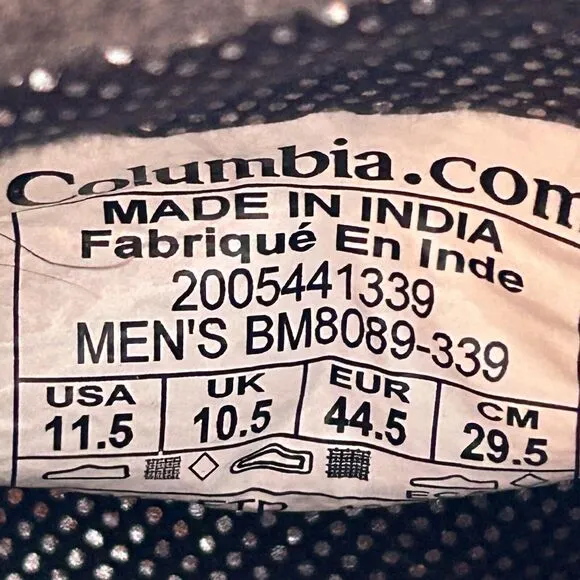 Columbia.com
MADE IN INDIA
Fabriqué En Inde
2005441339
MEN'S BM8089-339
USA UK EUR CM
11.5 10.5 44.5 29.5